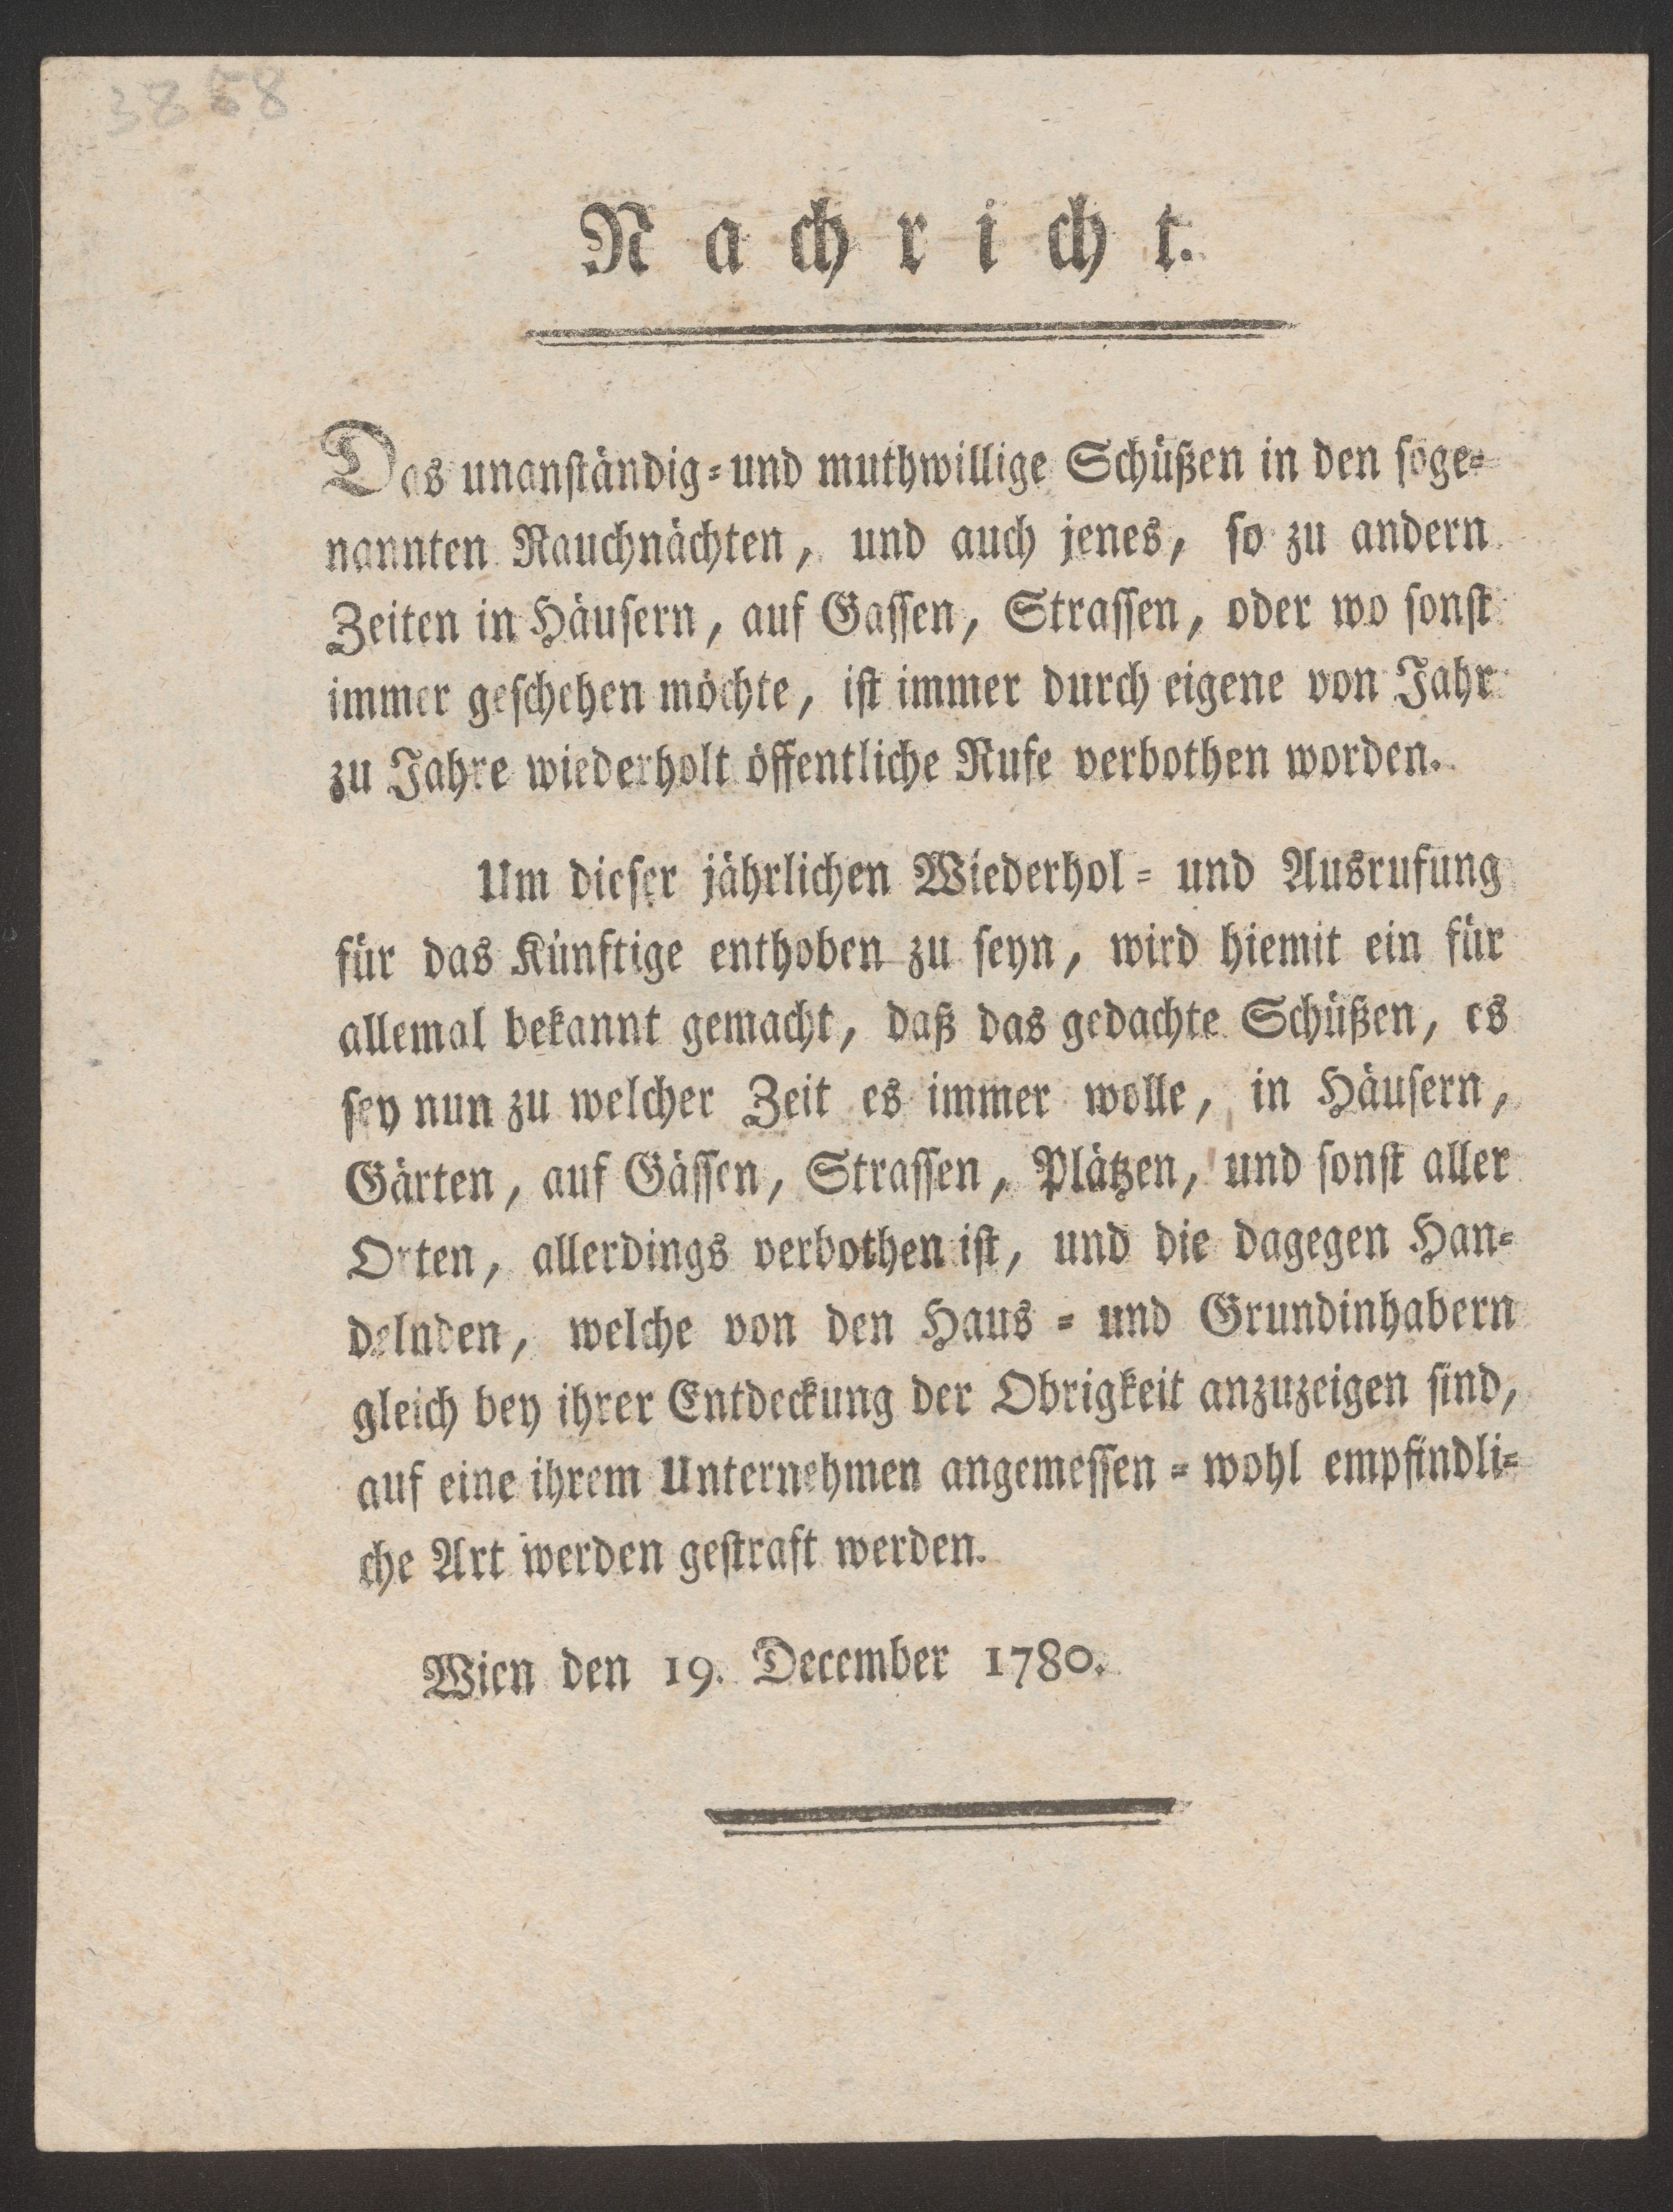 3858
Nachricht.
Das unanständig-und muthwillige Schüßen in den soge-
nannten Rauchnächten, und auch jenes, so zu andern
Zeiten in Häusern, auf Gassen, Strassen, oder wo sonst
immer geschehen möchte, ist immer durch eigene von Jahr
zu Jahre wiederholt öffentliche Rufe verbothen worden.
Um dieser jährlichen Wiederhol- und Ausrufung
für das Künftige enthoben zu seyn, wird hiemit ein für
allemal bekannt gemacht, daß das gedachte Schüßen, es
sey nun zu welcher Zeit es immer wolle, in Häusern,
Gärten, auf Gässen, Strassen, Plätzen, und sonst aller
Orten, allerdings verbothen ist, und die dagegen Han-
delnden, welche von den Haus- und Grundinhabern
gleich bey ihrer Entdeckung der Obrigkeit anzuzeigen sind,
auf eine ihrem Unternehmen angemessen-wohl empfindli-
che Art werden gestraft werden.
Wien den 19. December 1780.